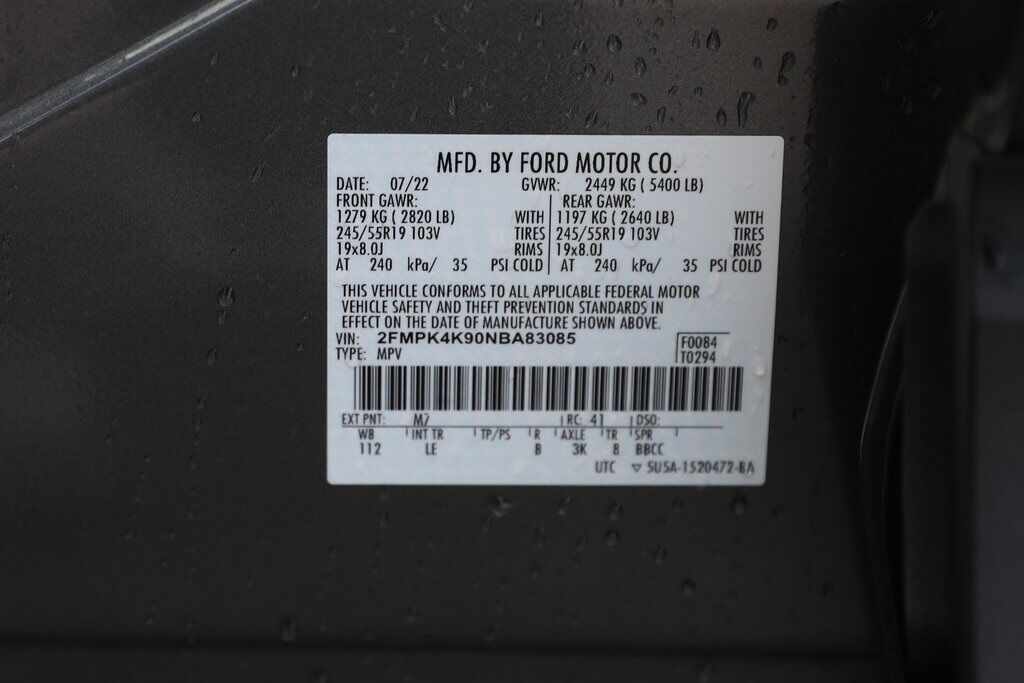 MFD. BY FORD MOTOR CO.
DATE: 07/22 GVWR: 2449 KG ( 5400 LB)
FRONT GAWR: REAR GAWR:
1279 KG ( 2820 LB) WITH 1197 KG ( 2640 LB) WITH
245/55R19 103V TIRES 245/55R19 103V TIRES
19x8.0J RIMS 19x8.0J RIMS
AT 240 kPa/ 35 PSI COLD AT 240 kPa/ 35 PSI COLD
THIS VEHICLE CONFORMS TO ALL APPLICABLE FEDERAL MOTOR
VEHICLE SAFETY AND THEFT PREVENTION STANDARDS IN
EFFECT ON THE DATE OF MANUFACTURE SHOWN ABOVE.
VIN: 2FMPK4K90NBA83085 F0084
TYPE: MPV T0294
EXT PNT: M7 RC: 41 DSO:
WB INT TR TP/PS R AXLE TR SPR
112 LE B 3K 8 BBCC
UTC ▽ 5U5A-1520472-BA